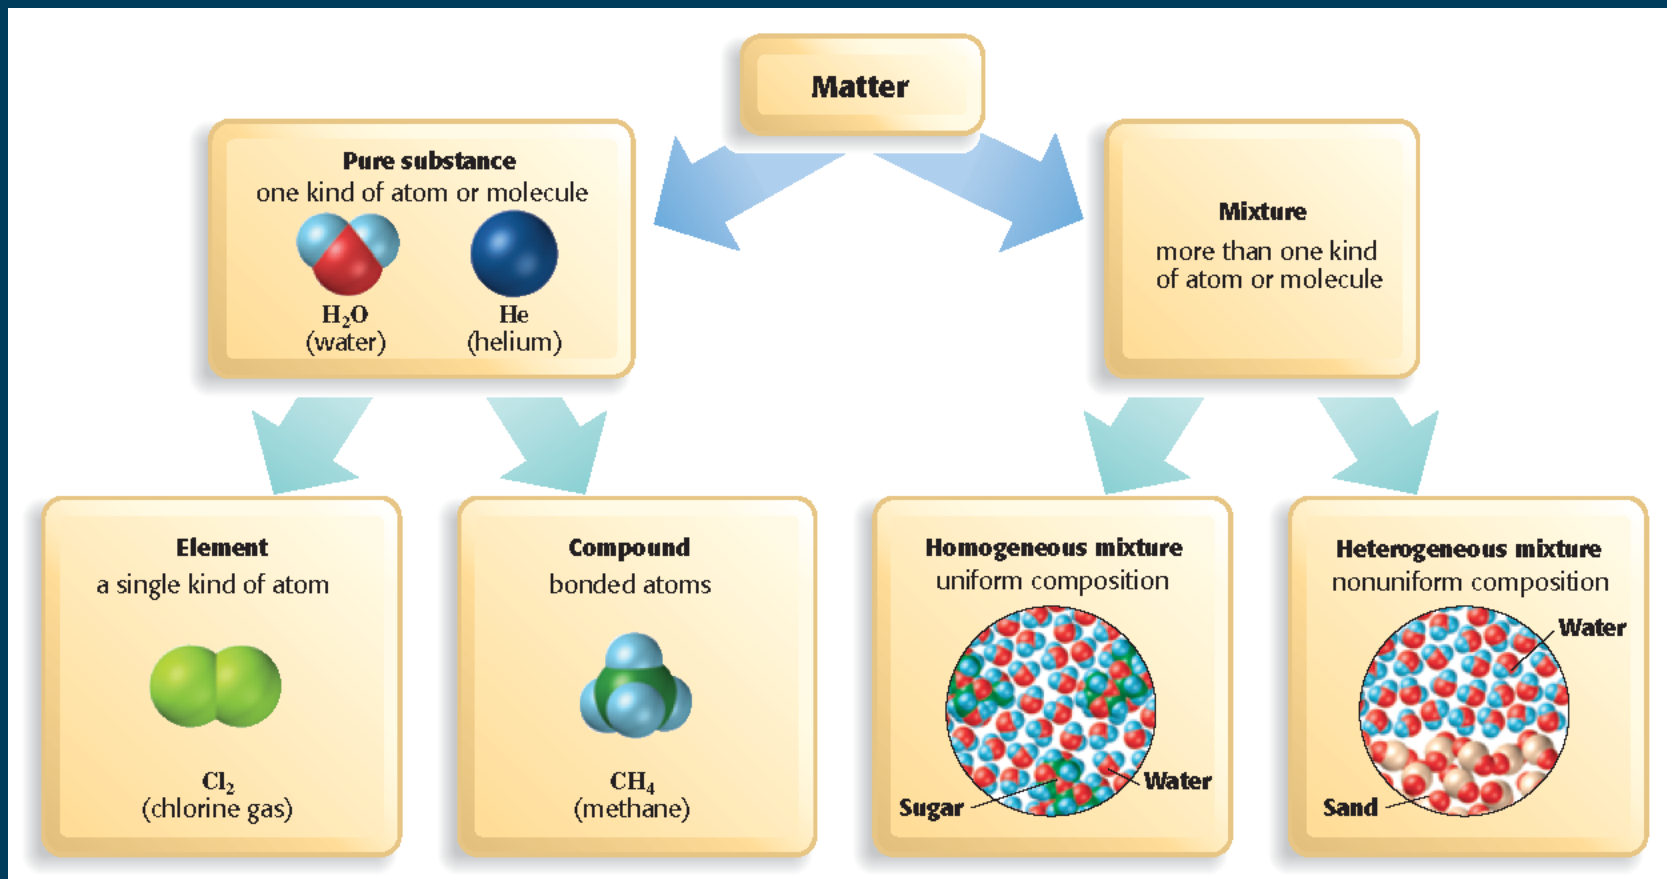 Matter
Pure substance
one kind of atom or molecule
H₂O
(water)
He
(helium)
Mixture
more than one kind
of atom or molecule
Element
a single kind of atom
Cl₂
(chlorine gas)
Compound
bonded atoms
CH₄
(methane)
Homogeneous mixture
uniform composition
Water
Sugar
Heterogeneous mixture
nonuniform composition
Water
Sand